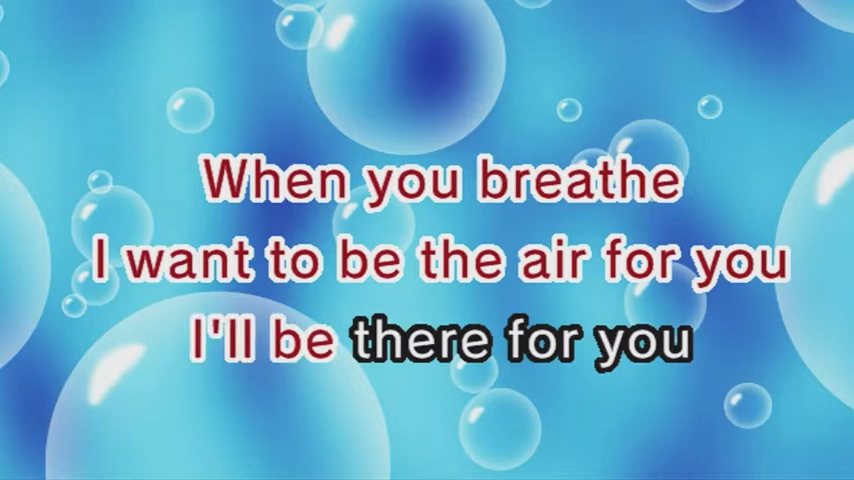 When you breathe
I want to be the air for you
I'll be there for you